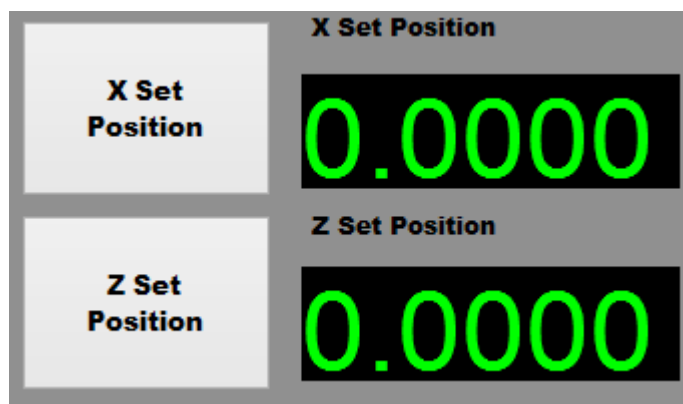 X Set
Position
X Set Position
0.0000
Z Set
Position
Z Set Position
0.0000